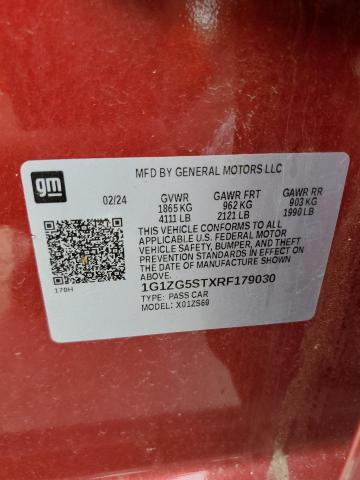 gm
MFD BY GENERAL MOTORS LLC
02/24 GVWR GAWR FRT GAWR RR
1865 KG 962 KG 903 KG
4111 LB 2121 LB 1990 LB
THIS VEHICLE CONFORMS TO ALL
APPLICABLE U.S. FEDERAL MOTOR
VEHICLE SAFETY, BUMPER, AND THEFT
PREVENTION STANDARDS IN EFFECT ON
THE DATE OF MANUFACTURE SHOWN
ABOVE.
170H
1G1ZG5STXRF179030
TYPE: PASS CAR
MODEL: X01ZS69